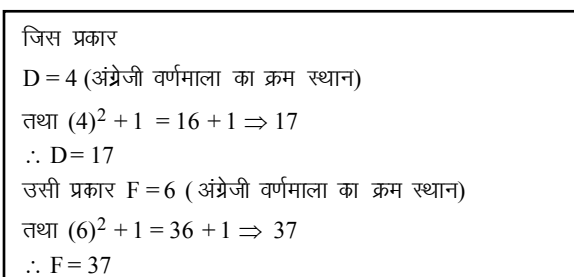 जिस प्रकार
D = 4 (अंग्रेजी वर्णमाला का क्रम स्थान)
तथा (4)² + 1 = 16 + 1 ⇒ 17
∴ D = 17
उसी प्रकार F = 6 ( अंग्रेजी वर्णमाला का क्रम स्थान)
तथा (6)² + 1 = 36 + 1 ⇒ 37
∴ F = 37